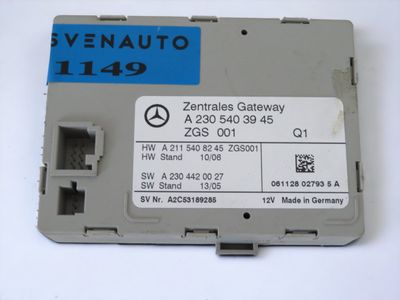 SVENAUTO
1149
Zentrales Gateway
A 230 540 39 45
ZGS 001 Q1
HW A 211 540 82 45 ZGS001
HW Stand 10/06
SW A 230 442 00 27
SW Stand 13/05
061128 02793 5 A
SV Nr. A2C53189285 12V Made in Germany